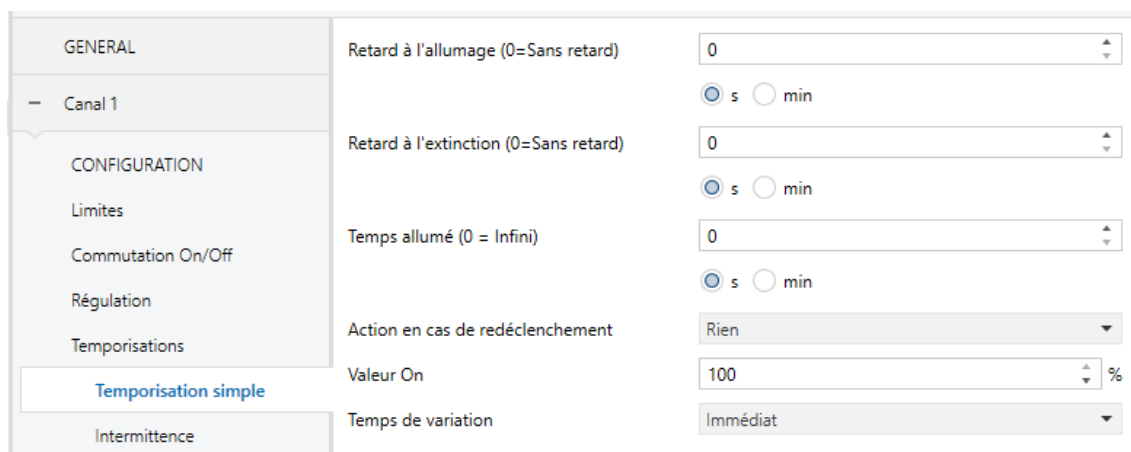 GENERAL
Canal 1
CONFIGURATION
Limites
Commutation On/Off
Régulation
Temporisations
Temporisation simple
Intermittence
Retard à l'allumage (0=Sans retard)
0
s min
Retard à l'extinction (0=Sans retard)
0
s min
Temps allumé (0 = Infini)
0
s min
Action en cas de redéclenchement
Rien
Valeur On
100 %
Temps de variation
Immédiat